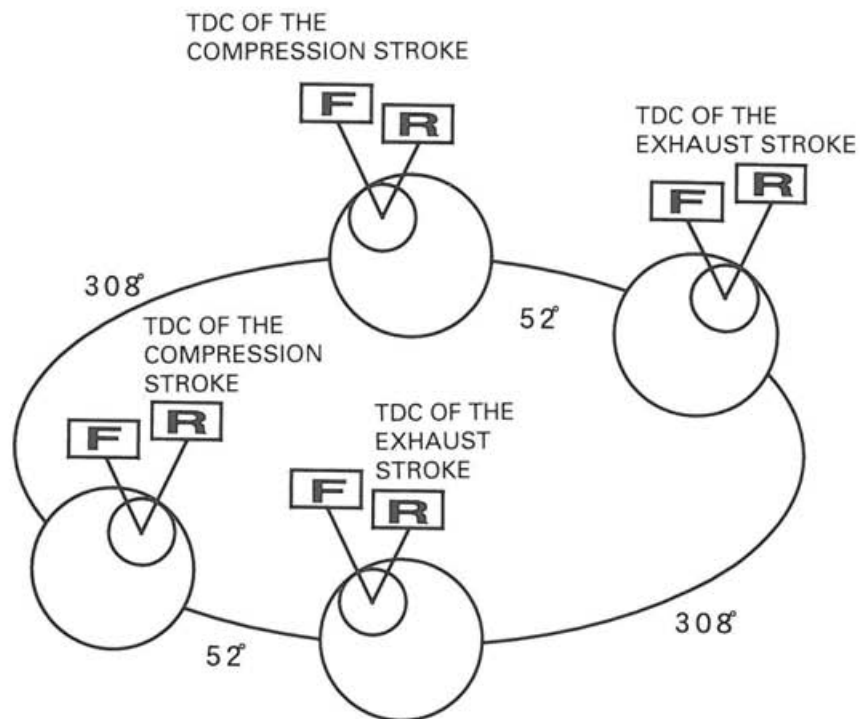 TDC OF THE
COMPRESSION STROKE
F
R
TDC OF THE
EXHAUST STROKE
F
R
308°
52°
TDC OF THE
COMPRESSION
STROKE
F
R
TDC OF THE
EXHAUST
STROKE
F
R
52°
308°